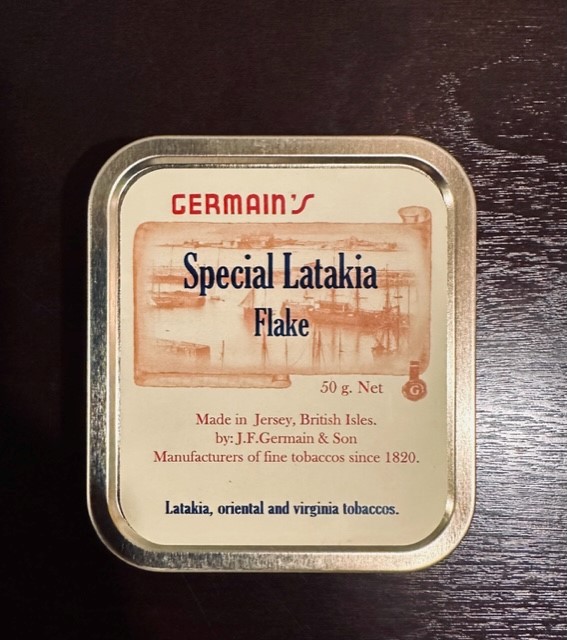 GERMAIN'S
Special Latakia
Flake
50 g. Net
G
Made in Jersey, British Isles.
by: J.F.Germain & Son
Manufacturers of fine tobaccos since 1820.
Latakia, oriental and virginia tobaccos.